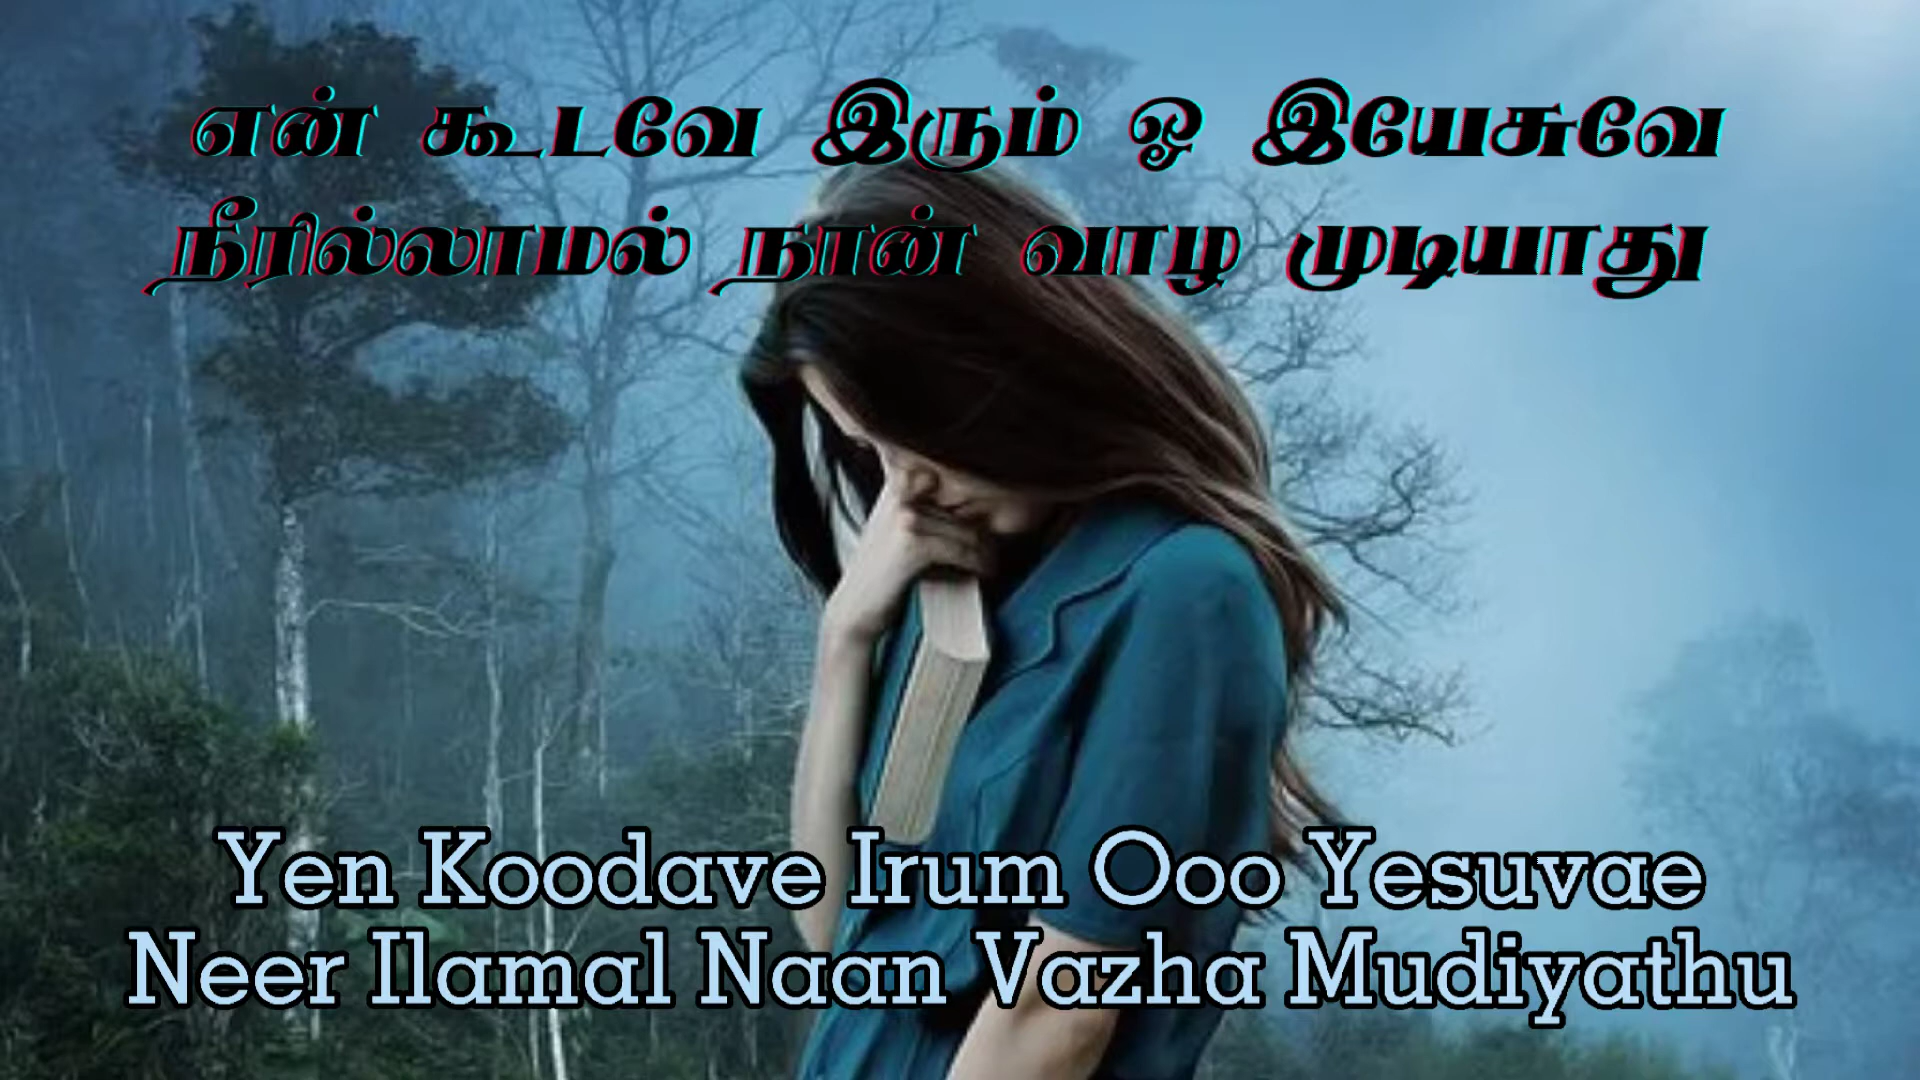 என் கூடவே இரும் ஓ இயேசுவே
நீரில்லாமல் நான் வாழ முடியாது
Yen Koodave Irum Ooo Yesuvae
Neer Ilamal Naan Vazha Mudiyathu